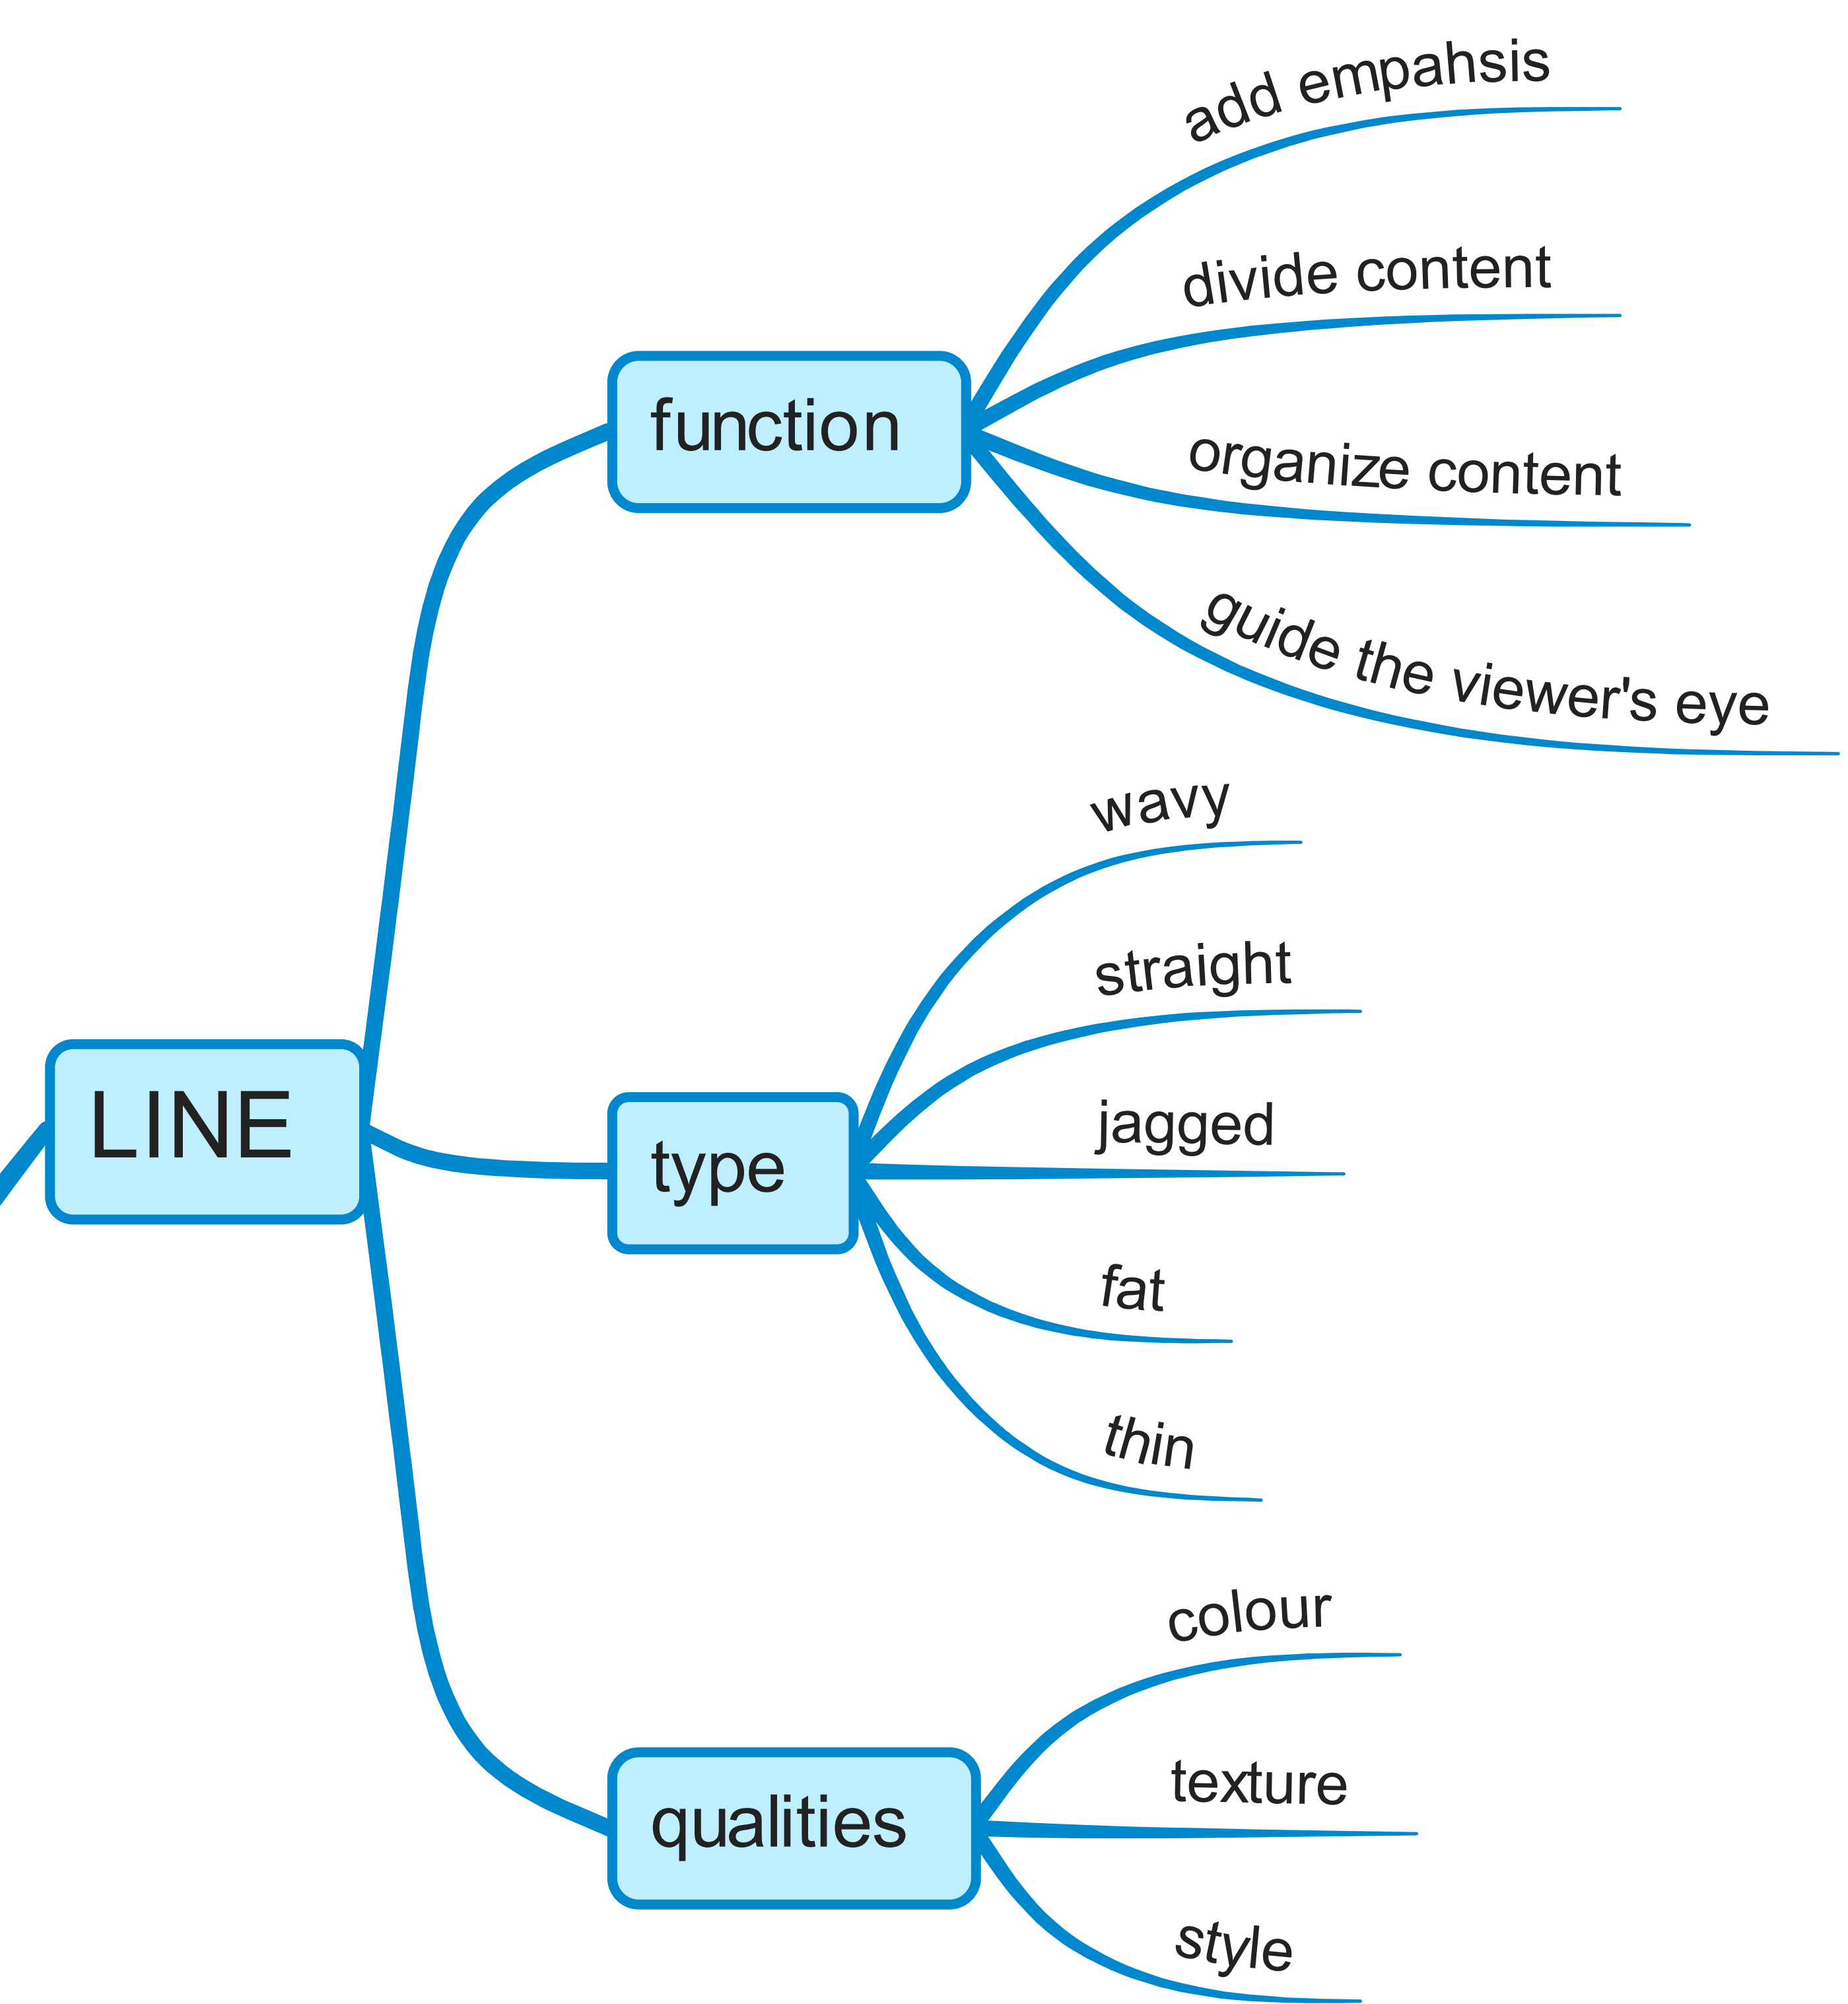 add empahsis
divide content
function
organize content
guide the viewer's eye
wavy
straight
jagged
LINE
type
fat
thin
colour
texture
qualities
style